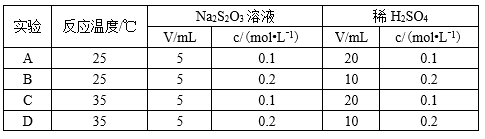 实验 反应温度/℃ Na2S2O3 溶液 稀 H2SO4
V/mL c/(mol•L-1) V/mL c/(mol•L-1)
A 25 5 0.1 20 0.1
B 25 5 0.2 10 0.2
C 35 5 0.1 20 0.1
D 35 5 0.2 10 0.2